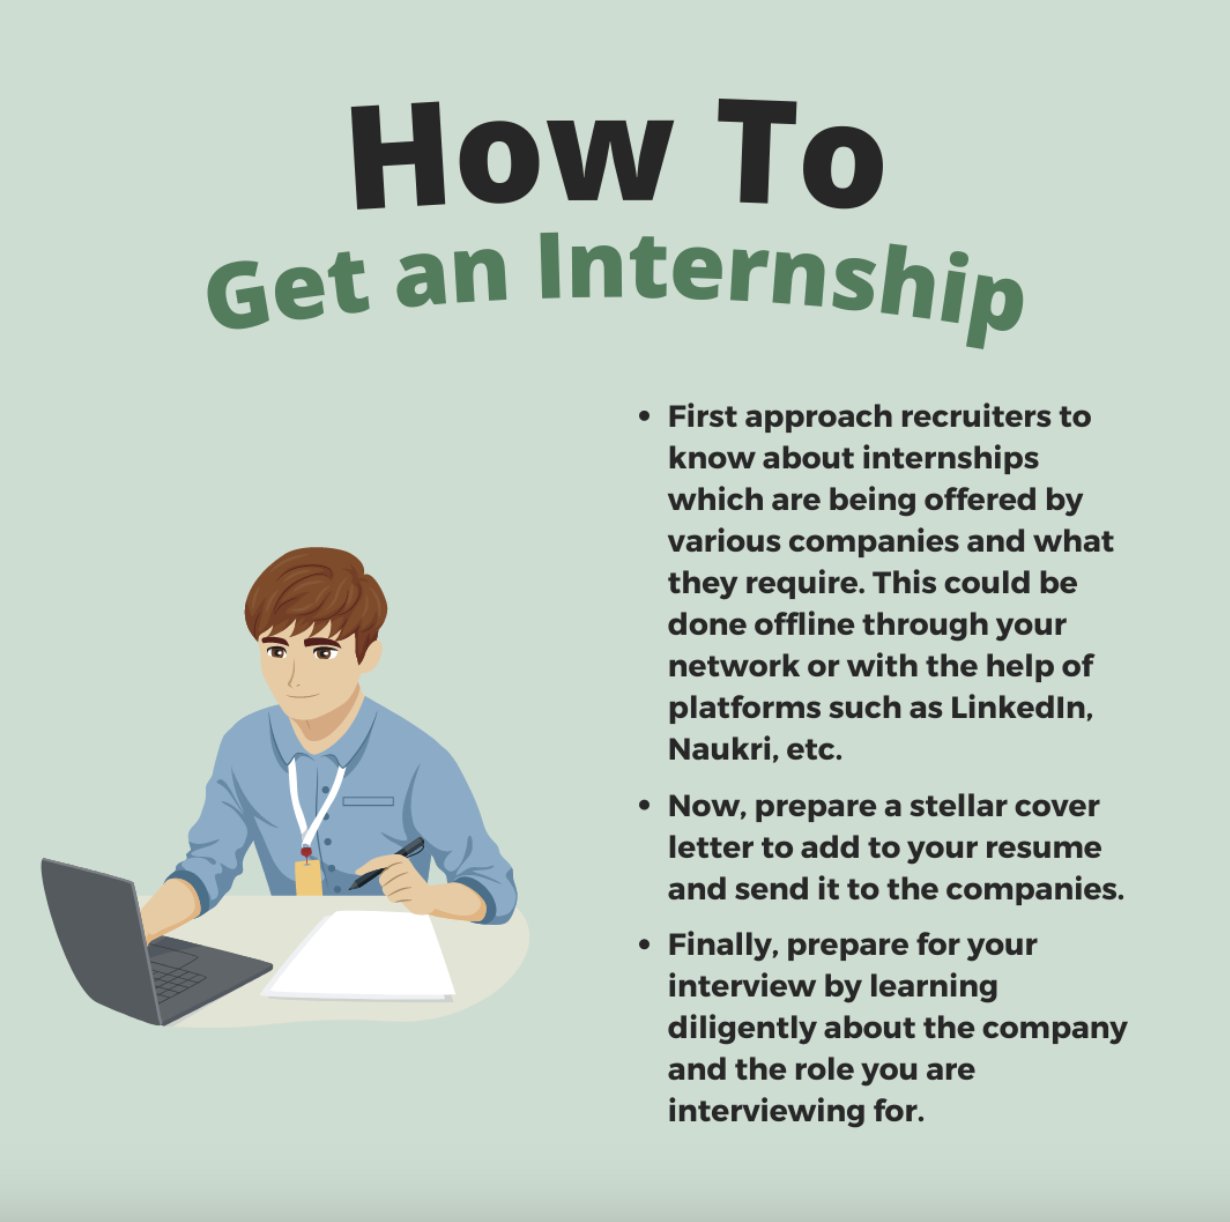 How To
Get an Internship
• First approach recruiters to
know about internships
which are being offered by
various companies and what
they require. This could be
done offline through your
network or with the help of
platforms such as LinkedIn,
Naukri, etc.
• Now, prepare a stellar cover
letter to add to your resume
and send it to the companies.
• Finally, prepare for your
interview by learning
diligently about the company
and the role you are
interviewing for.